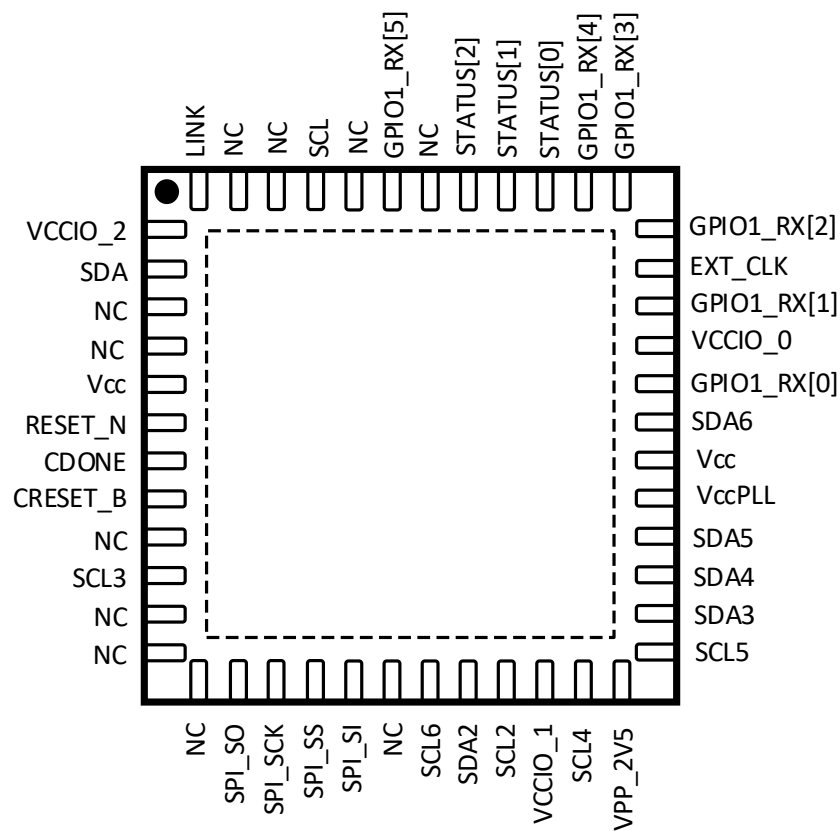 LINK
NC
NC
SCL
NC
GPIO1_RX[5]
NC
STATUS[2]
STATUS[1]
STATUS[0]
GPIO1_RX[4]
GPIO1_RX[3]
VCCIO_2
SDA
NC
NC
Vcc
RESET_N
CDONE
CRESET_B
NC
SCL3
NC
NC
GPIO1_RX[2]
EXT_CLK
GPIO1_RX[1]
VCCIO_0
GPIO1_RX[0]
SDA6
Vcc
VccPLL
SDA5
SDA4
SDA3
SCL5
NC
SPI_SO
SPI_SCK
SPI_SS
SPI_SI
NC
SCL6
SDA2
SCL2
VCCIO_1
SCL4
VPP_2V5